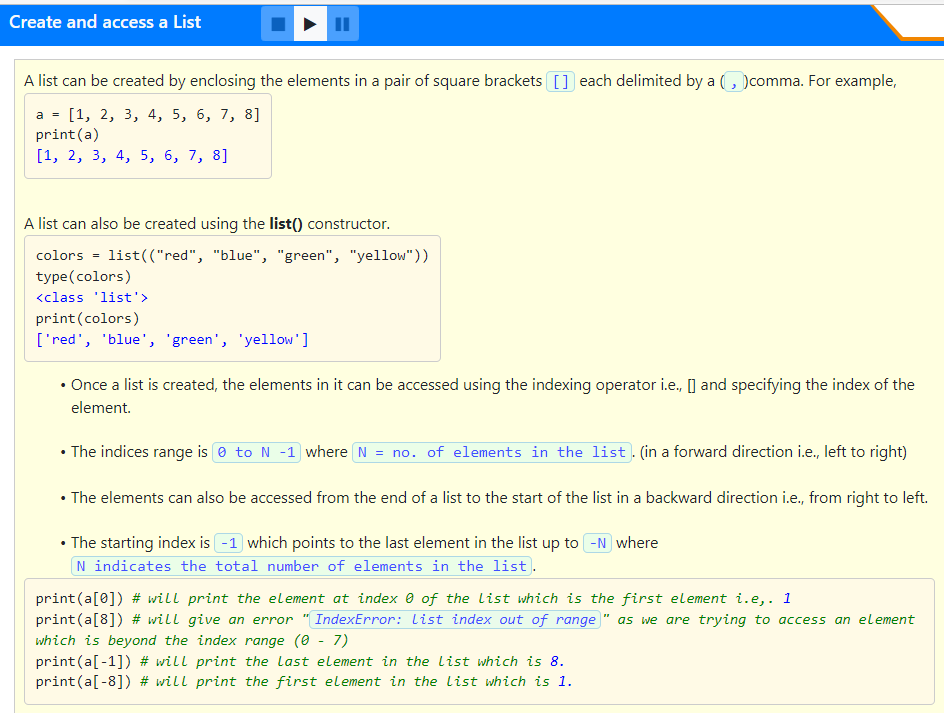 Create and access a List
A list can be created by enclosing the elements in a pair of square brackets [] each delimited by a (,)comma. For example,
a = [1, 2, 3, 4, 5, 6, 7, 8]
print(a)
[1, 2, 3, 4, 5, 6, 7, 8]
A list can also be created using the list() constructor.
colors = list(("red", "blue", "green", "yellow"))
type(colors)
<class 'list'>
print(colors)
['red', 'blue', 'green', 'yellow']
• Once a list is created, the elements in it can be accessed using the indexing operator i.e., [] and specifying the index of the
element.
• The indices range is 0 to N -1 where N = no. of elements in the list. (in a forward direction i.e., left to right)
• The elements can also be accessed from the end of a list to the start of the list in a backward direction i.e., from right to left.
• The starting index is -1 which points to the last element in the list up to -N where
N indicates the total number of elements in the list.
print(a[0]) # will print the element at index 0 of the list which is the first element i.e,. 1
print(a[8]) # will give an error "IndexError: list index out of range" as we are trying to access an element
which is beyond the index range (0 - 7)
print(a[-1]) # will print the last element in the list which is 8.
print(a[-8]) # will print the first element in the list which is 1.